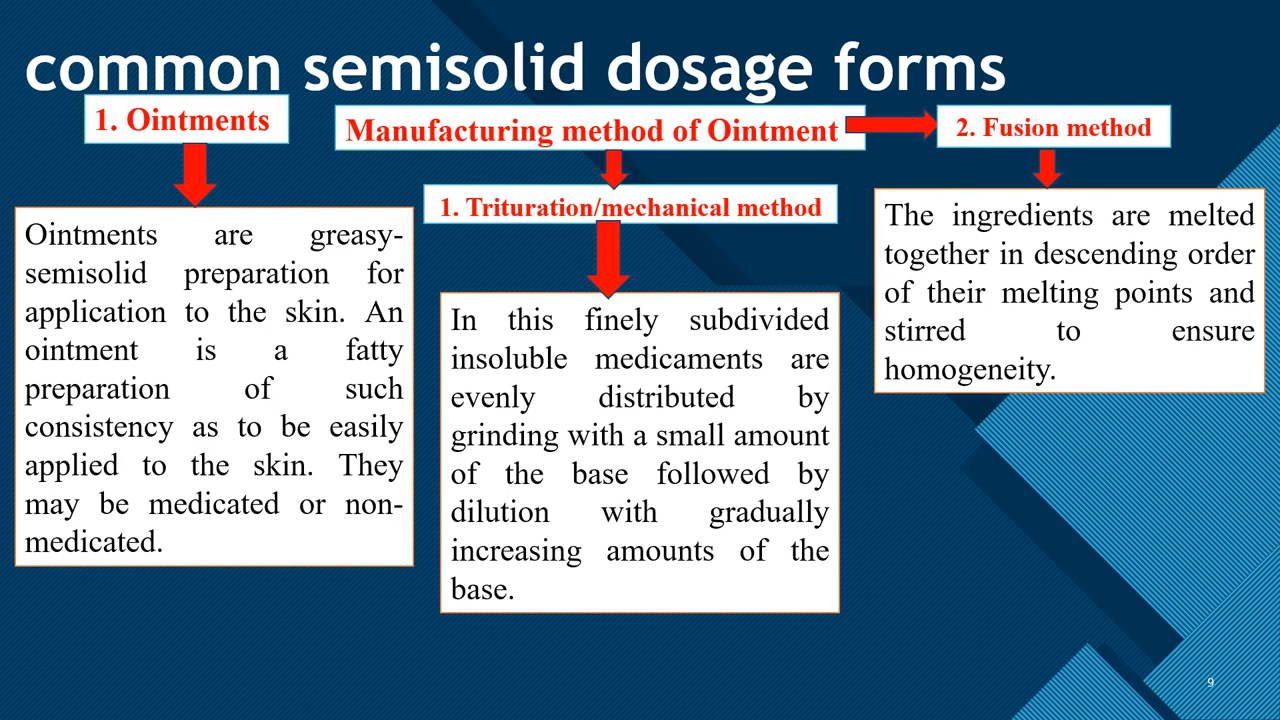 common semisolid dosage forms
1. Ointments
Ointments are greasy-
semisolid preparation for
application to the skin. An
ointment is a fatty
preparation of such
consistency as to be easily
applied to the skin. They
may be medicated or non-
medicated.
Manufacturing method of Ointment
1. Trituration/mechanical method
In this finely subdivided
insoluble medicaments are
evenly distributed by
grinding with a small amount
of the base followed by
dilution with gradually
increasing amounts of the
base.
2. Fusion method
The ingredients are melted
together in descending order
of their melting points and
stirred to ensure
homogeneity.
9